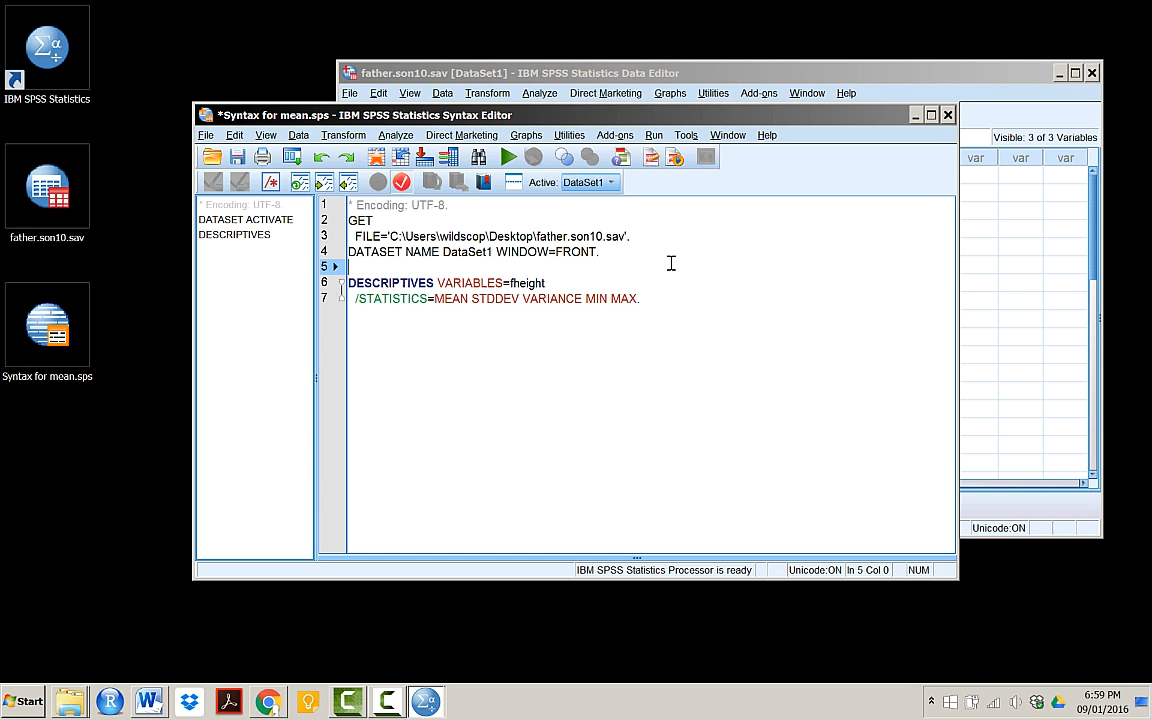 IBM SPSS Statistics
father.son10.sav
Syntax for mean.sps
father.son10.sav [DataSet1] - IBM SPSS Statistics Data Editor
File Edit View Data Transform Analyze Direct Marketing Graphs Utilities Add-ons Window Help
Visible: 3 of 3 Variables
var var var
Unicode:ON
*Syntax for mean.sps - IBM SPSS Statistics Syntax Editor
File Edit View Data Transform Analyze Direct Marketing Graphs Utilities Add-ons Run Tools Window Help
Active: DataSet1
* Encoding: UTF-8.
DATASET ACTIVATE
DESCRIPTIVES
1 * Encoding: UTF-8.
2 GET
3 FILE='C:\Users\wildscop\Desktop\father.son10.sav'.
4 DATASET NAME DataSet1 WINDOW=FRONT.
5
6 DESCRIPTIVES VARIABLES=fheight
7 /STATISTICS=MEAN STDDEV VARIANCE MIN MAX.
IBM SPSS Statistics Processor is ready Unicode:ON In 5 Col 0 NUM
Start
6:59 PM
09/01/2016